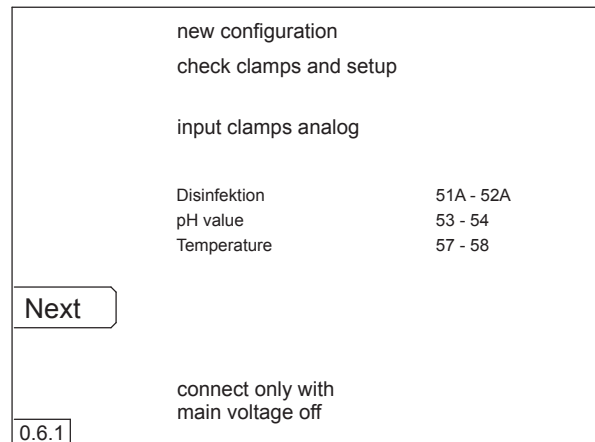 new configuration
check clamps and setup
input clamps analog
Disinfektion 51A - 52A
pH value 53 - 54
Temperature 57 - 58
Next
connect only with
main voltage off
0.6.1